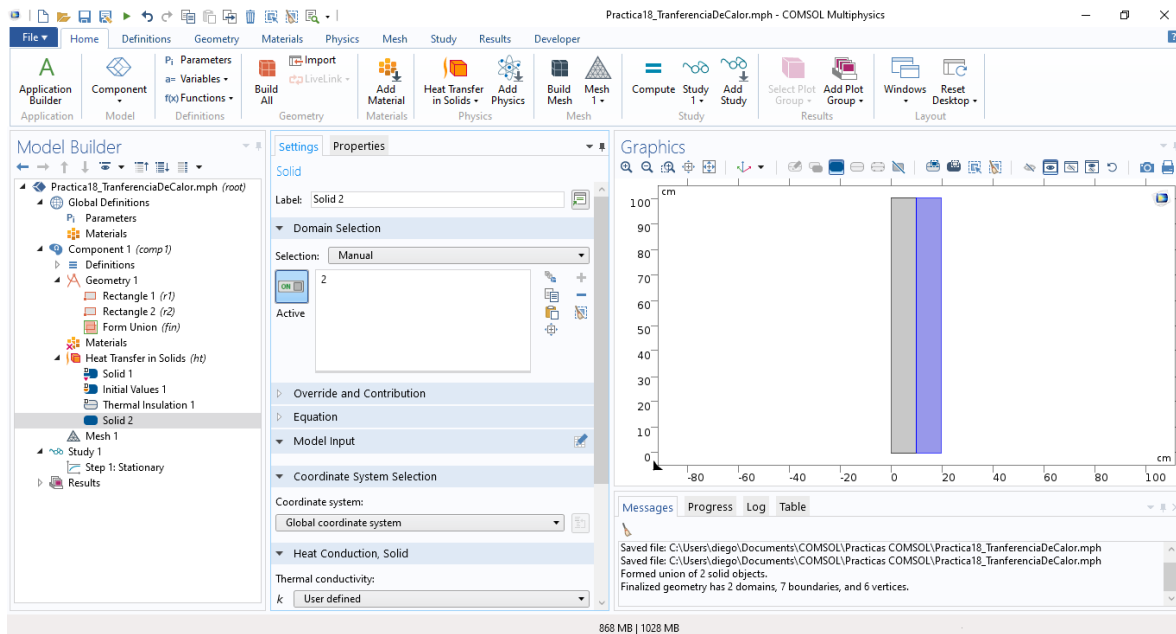 Practica18_TranferenciaDeCalor.mph - COMSOL Multiphysics
File ▾ Home Definitions Geometry Materials Physics Mesh Study Results Developer
Application Builder
Application
Component
Model
Pi Parameters
a= Variables
f(x) Functions
Definitions
Build All
Import
LiveLink
Geometry
Add Material
Materials
Heat Transfer in Solids
Add Physics
Physics
Build Mesh
Mesh 1
Mesh
Compute
Study 1
Add Study
Study
Select Plot Group
Add Plot Group
Results
Windows
Reset Desktop
Layout
Model Builder
Practica18_TranferenciaDeCalor.mph (root)
Global Definitions
Pi Parameters
Materials
Component 1 (comp1)
Definitions
Geometry 1
Rectangle 1 (r1)
Rectangle 2 (r2)
Form Union (fin)
Materials
Heat Transfer in Solids (ht)
Solid 1
Initial Values 1
Thermal Insulation 1
Solid 2
Mesh 1
Study 1
Step 1: Stationary
Results
Settings Properties
Solid
Label: Solid 2
Domain Selection
Selection: Manual
ON
Active
2
Override and Contribution
Equation
Model Input
Coordinate System Selection
Coordinate system:
Global coordinate system
Heat Conduction, Solid
Thermal conductivity:
k User defined
Graphics
cm
100
90
80
70
60
50
40
30
20
10
0
cm
-80 -60 -40 -20 0 20 40 60 80 100
Messages Progress Log Table
Saved file: C:\Users\diego\Documents\COMSOL\Practicas COMSOL\Practica18_TranferenciaDeCalor.mph
Saved file: C:\Users\diego\Documents\COMSOL\Practicas COMSOL\Practica18_TranferenciaDeCalor.mph
Formed union of 2 solid objects.
Finalized geometry has 2 domains, 7 boundaries, and 6 vertices.
868 MB | 1028 MB